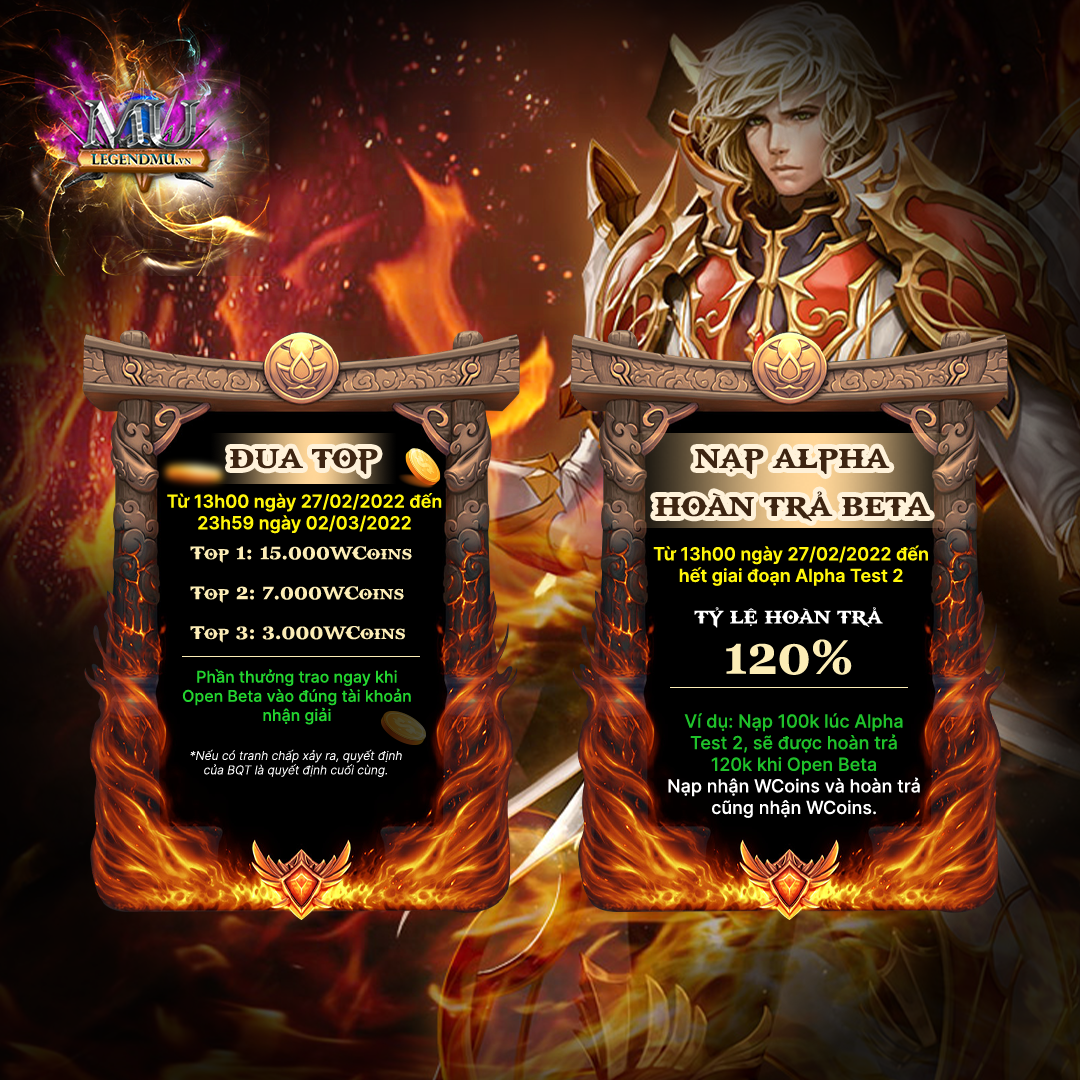 MU
LEGENDMU.VN
ĐUA TOP
Từ 13h00 ngày 27/02/2022 đến
23h59 ngày 02/03/2022
Top 1: 15.000WCoins
Top 2: 7.000WCoins
Top 3: 3.000WCoins
Phần thưởng trao ngay khi
Open Beta vào đúng tài khoản
nhận giải
*Nếu có tranh chấp xảy ra, quyết định
của BQT là quyết định cuối cùng.
NẠP ALPHA
HOÀN TRẢ BETA
Từ 13h00 ngày 27/02/2022 đến
hết giai đoạn Alpha Test 2
TỶ LỆ HOÀN TRẢ
120%
Ví dụ: Nạp 100k lúc Alpha
Test 2, sẽ được hoàn trả
120k khi Open Beta
Nạp nhận WCoins và hoàn trả
cũng nhận WCoins.